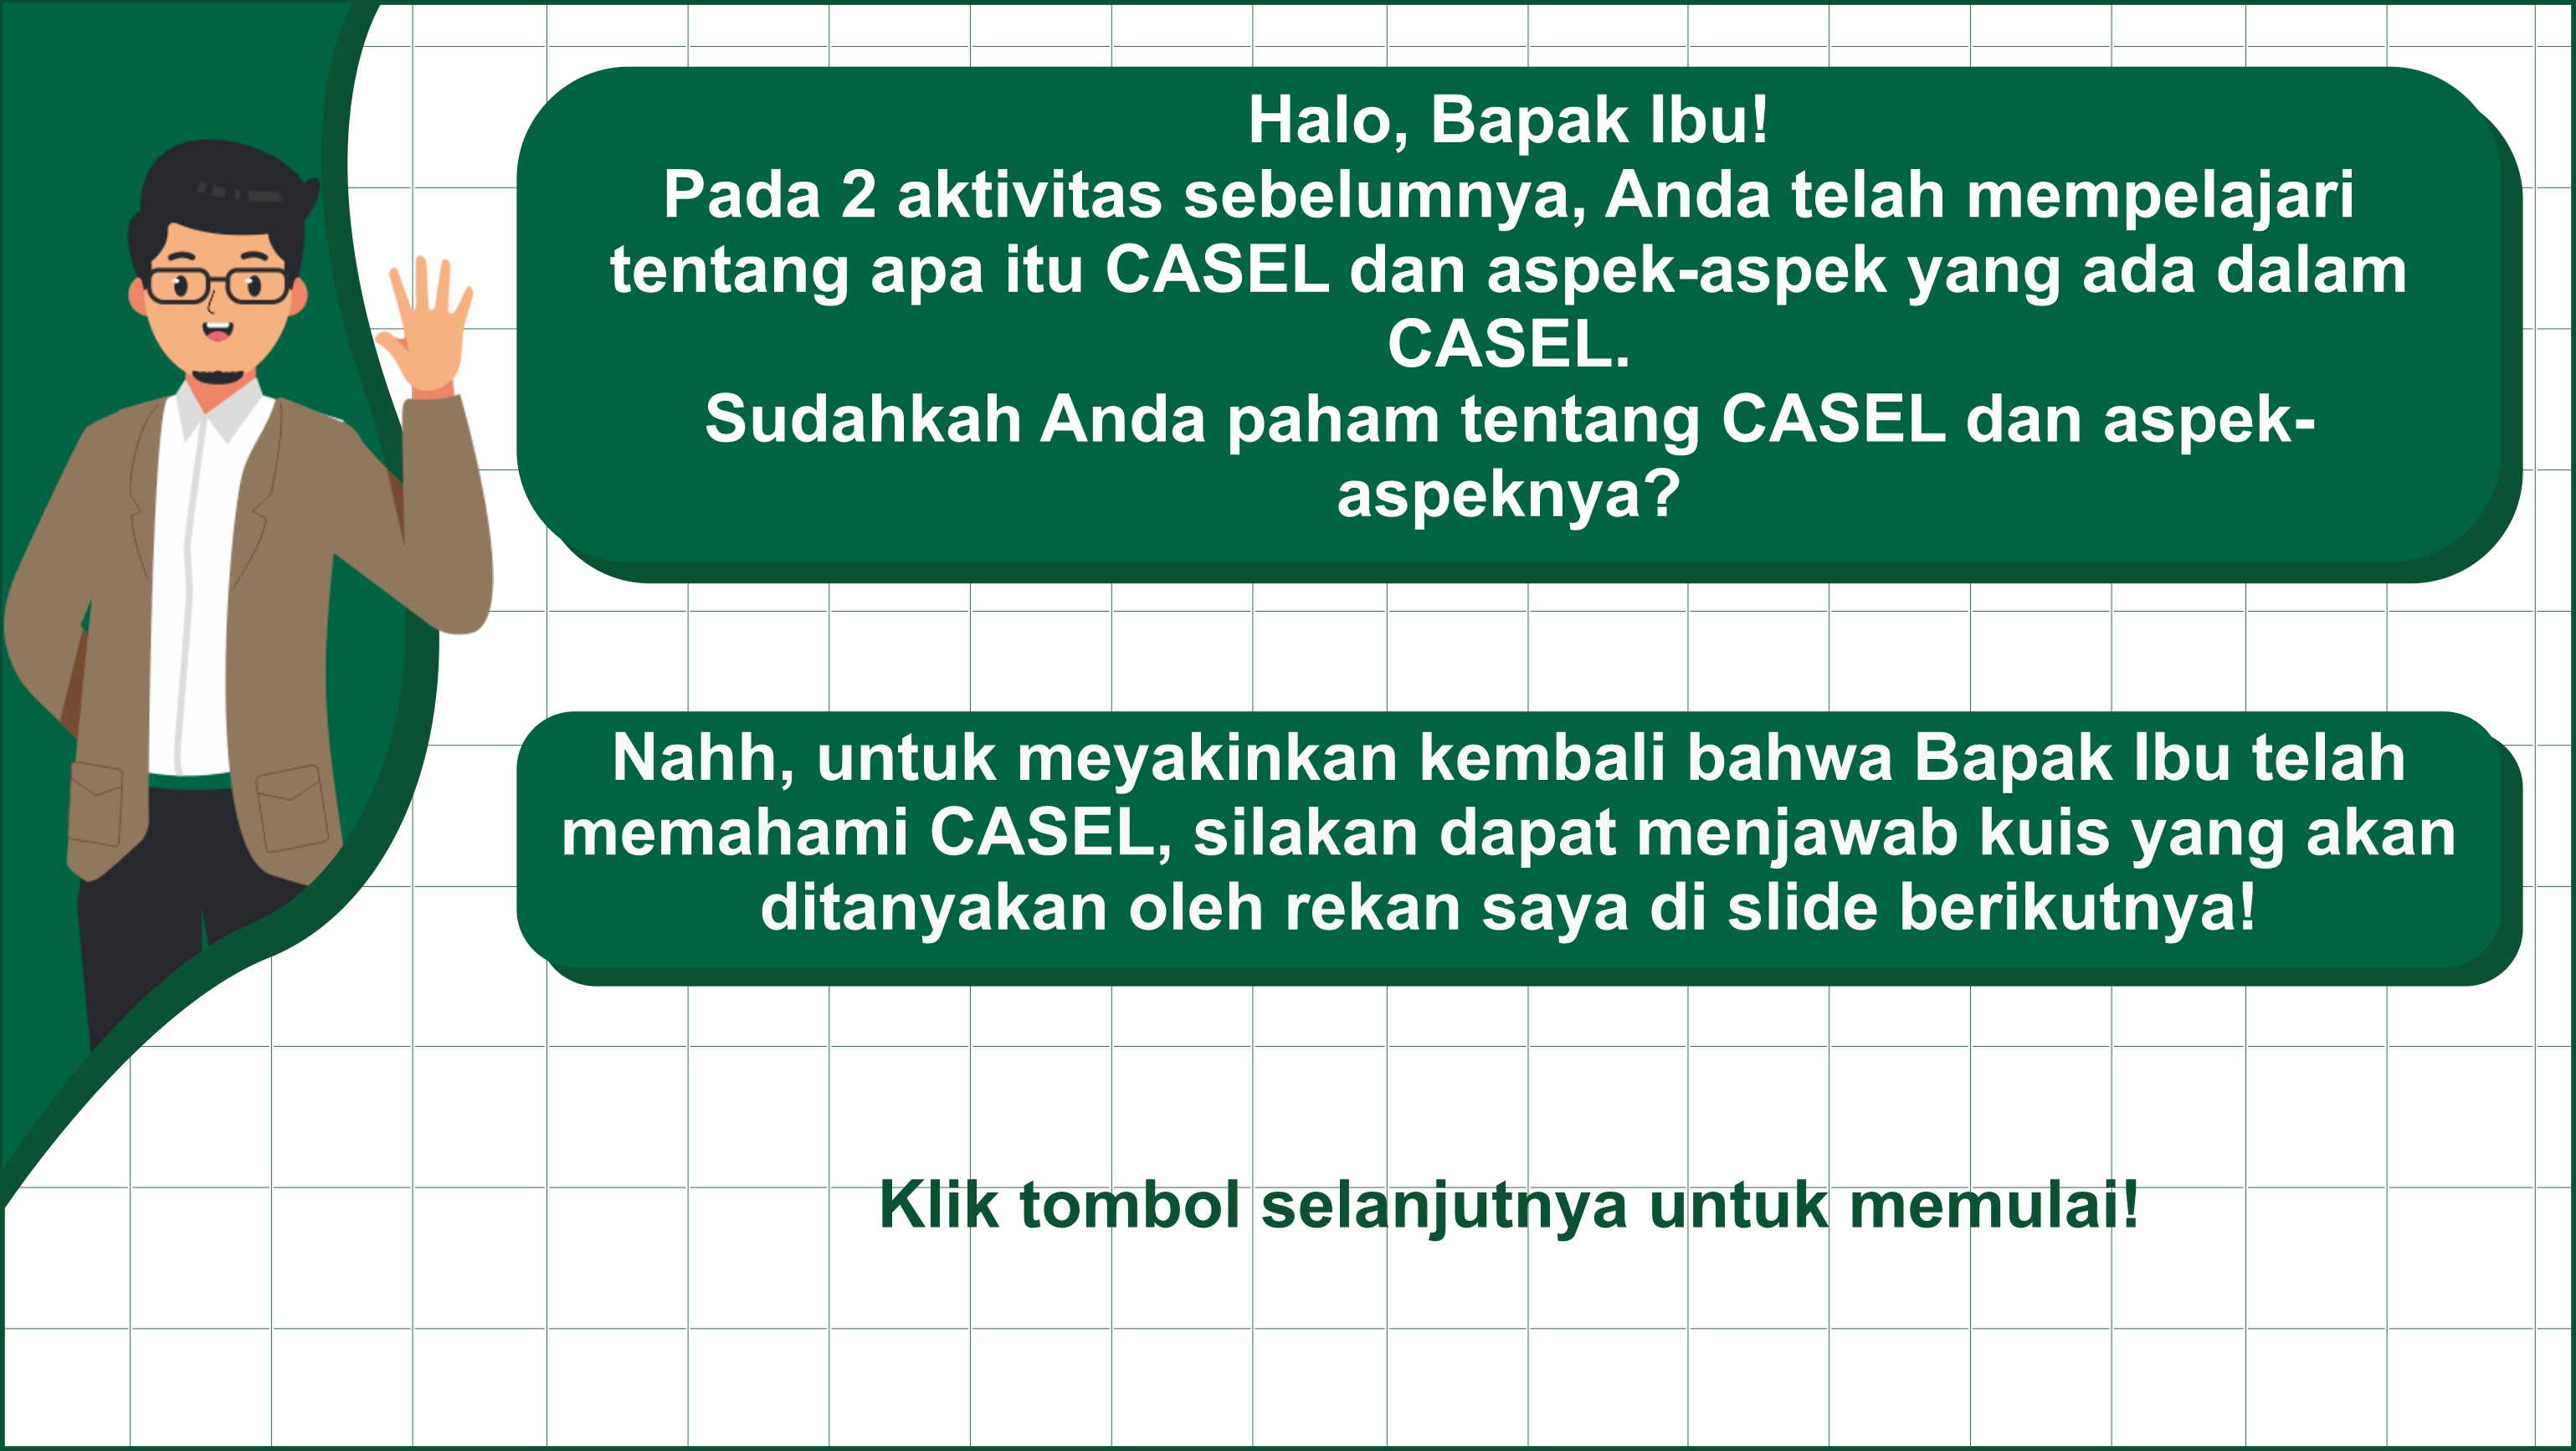 Halo, Bapak Ibu!
Pada 2 aktivitas sebelumnya, Anda telah mempelajari
tentang apa itu CASEL dan aspek-aspek yang ada dalam
CASEL.
Sudahkah Anda paham tentang CASEL dan aspek-
aspeknya?
Nahh, untuk meyakinkan kembali bahwa Bapak Ibu telah
memahami CASEL, silakan dapat menjawab kuis yang akan
ditanyakan oleh rekan saya di slide berikutnya!
Klik tombol selanjutnya untuk memulai!